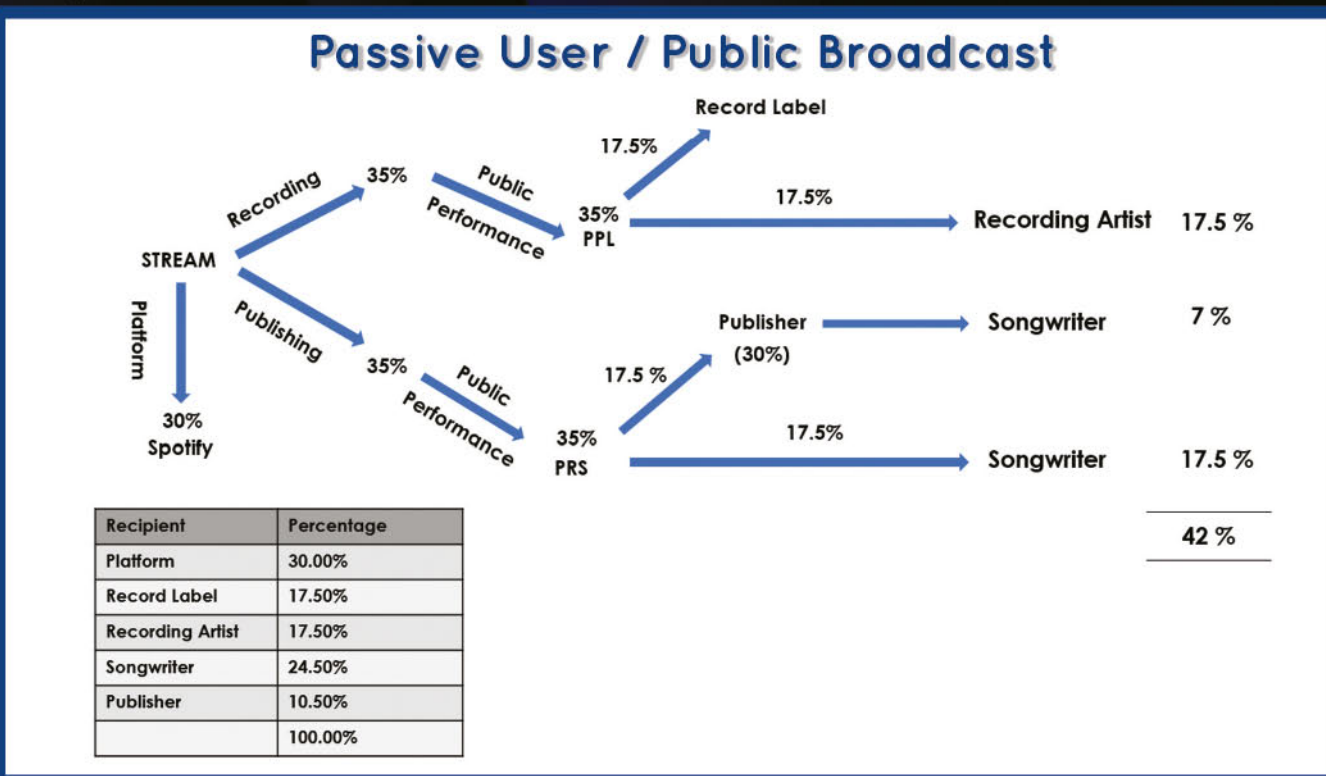 Passive User / Public Broadcast
Record Label
17.5%
Recording
35%
Public
Performance
35%
PPL
17.5%
Recording Artist
17.5 %
STREAM
Platform
30%
Spotify
Publishing
35%
Public
Performance
35%
PRS
17.5 %
Publisher
(30%)
Songwriter
7 %
17.5%
Songwriter
17.5 %
42 %
Recipient Percentage
Platform 30.00%
Record Label 17.50%
Recording Artist 17.50%
Songwriter 24.50%
Publisher 10.50%
100.00%